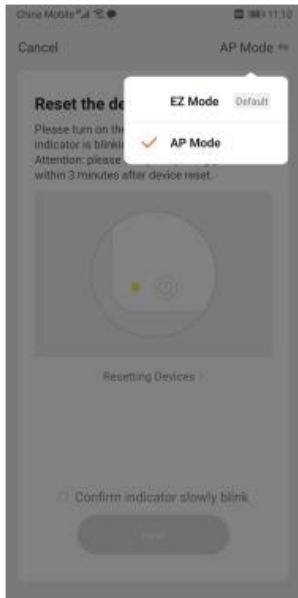 China Mobile 11:10
Cancel AP Mode
EZ Mode Default
AP Mode
Reset the de
Please turn on the
indicator is blinki
Attention: please
within 3 minutes after device reset.
Resetting Devices >
Confirm indicator slowly blink